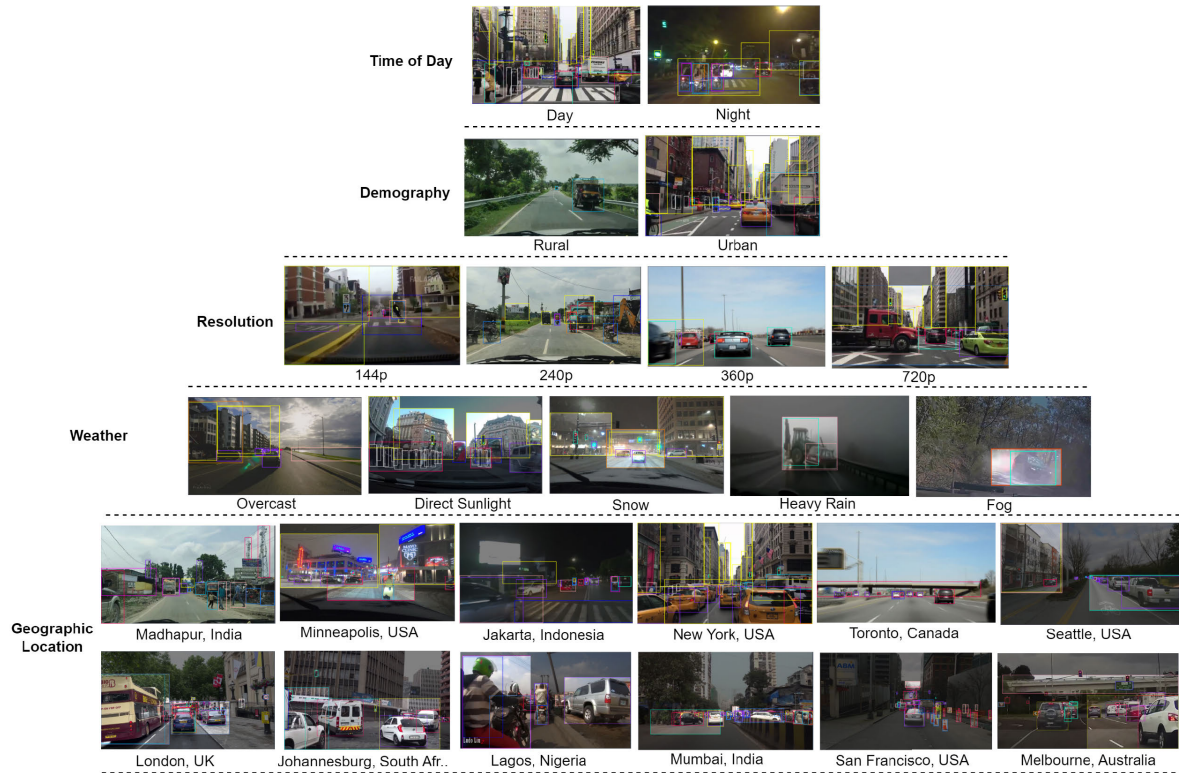 Time of Day
Day
Night
Demography
Rural
Urban
Resolution
144p
240p
360p
720p
Weather
Overcast
Direct Sunlight
Snow
Heavy Rain
Fog
Geographic
Location
Madhapur, India
Minneapolis, USA
Jakarta, Indonesia
New York, USA
Toronto, Canada
Seattle, USA
ARM
London, UK
Johannesburg, South Afr..
Lagos, Nigeria
Mumbai, India
San Francisco, USA
Melbourne, Australia